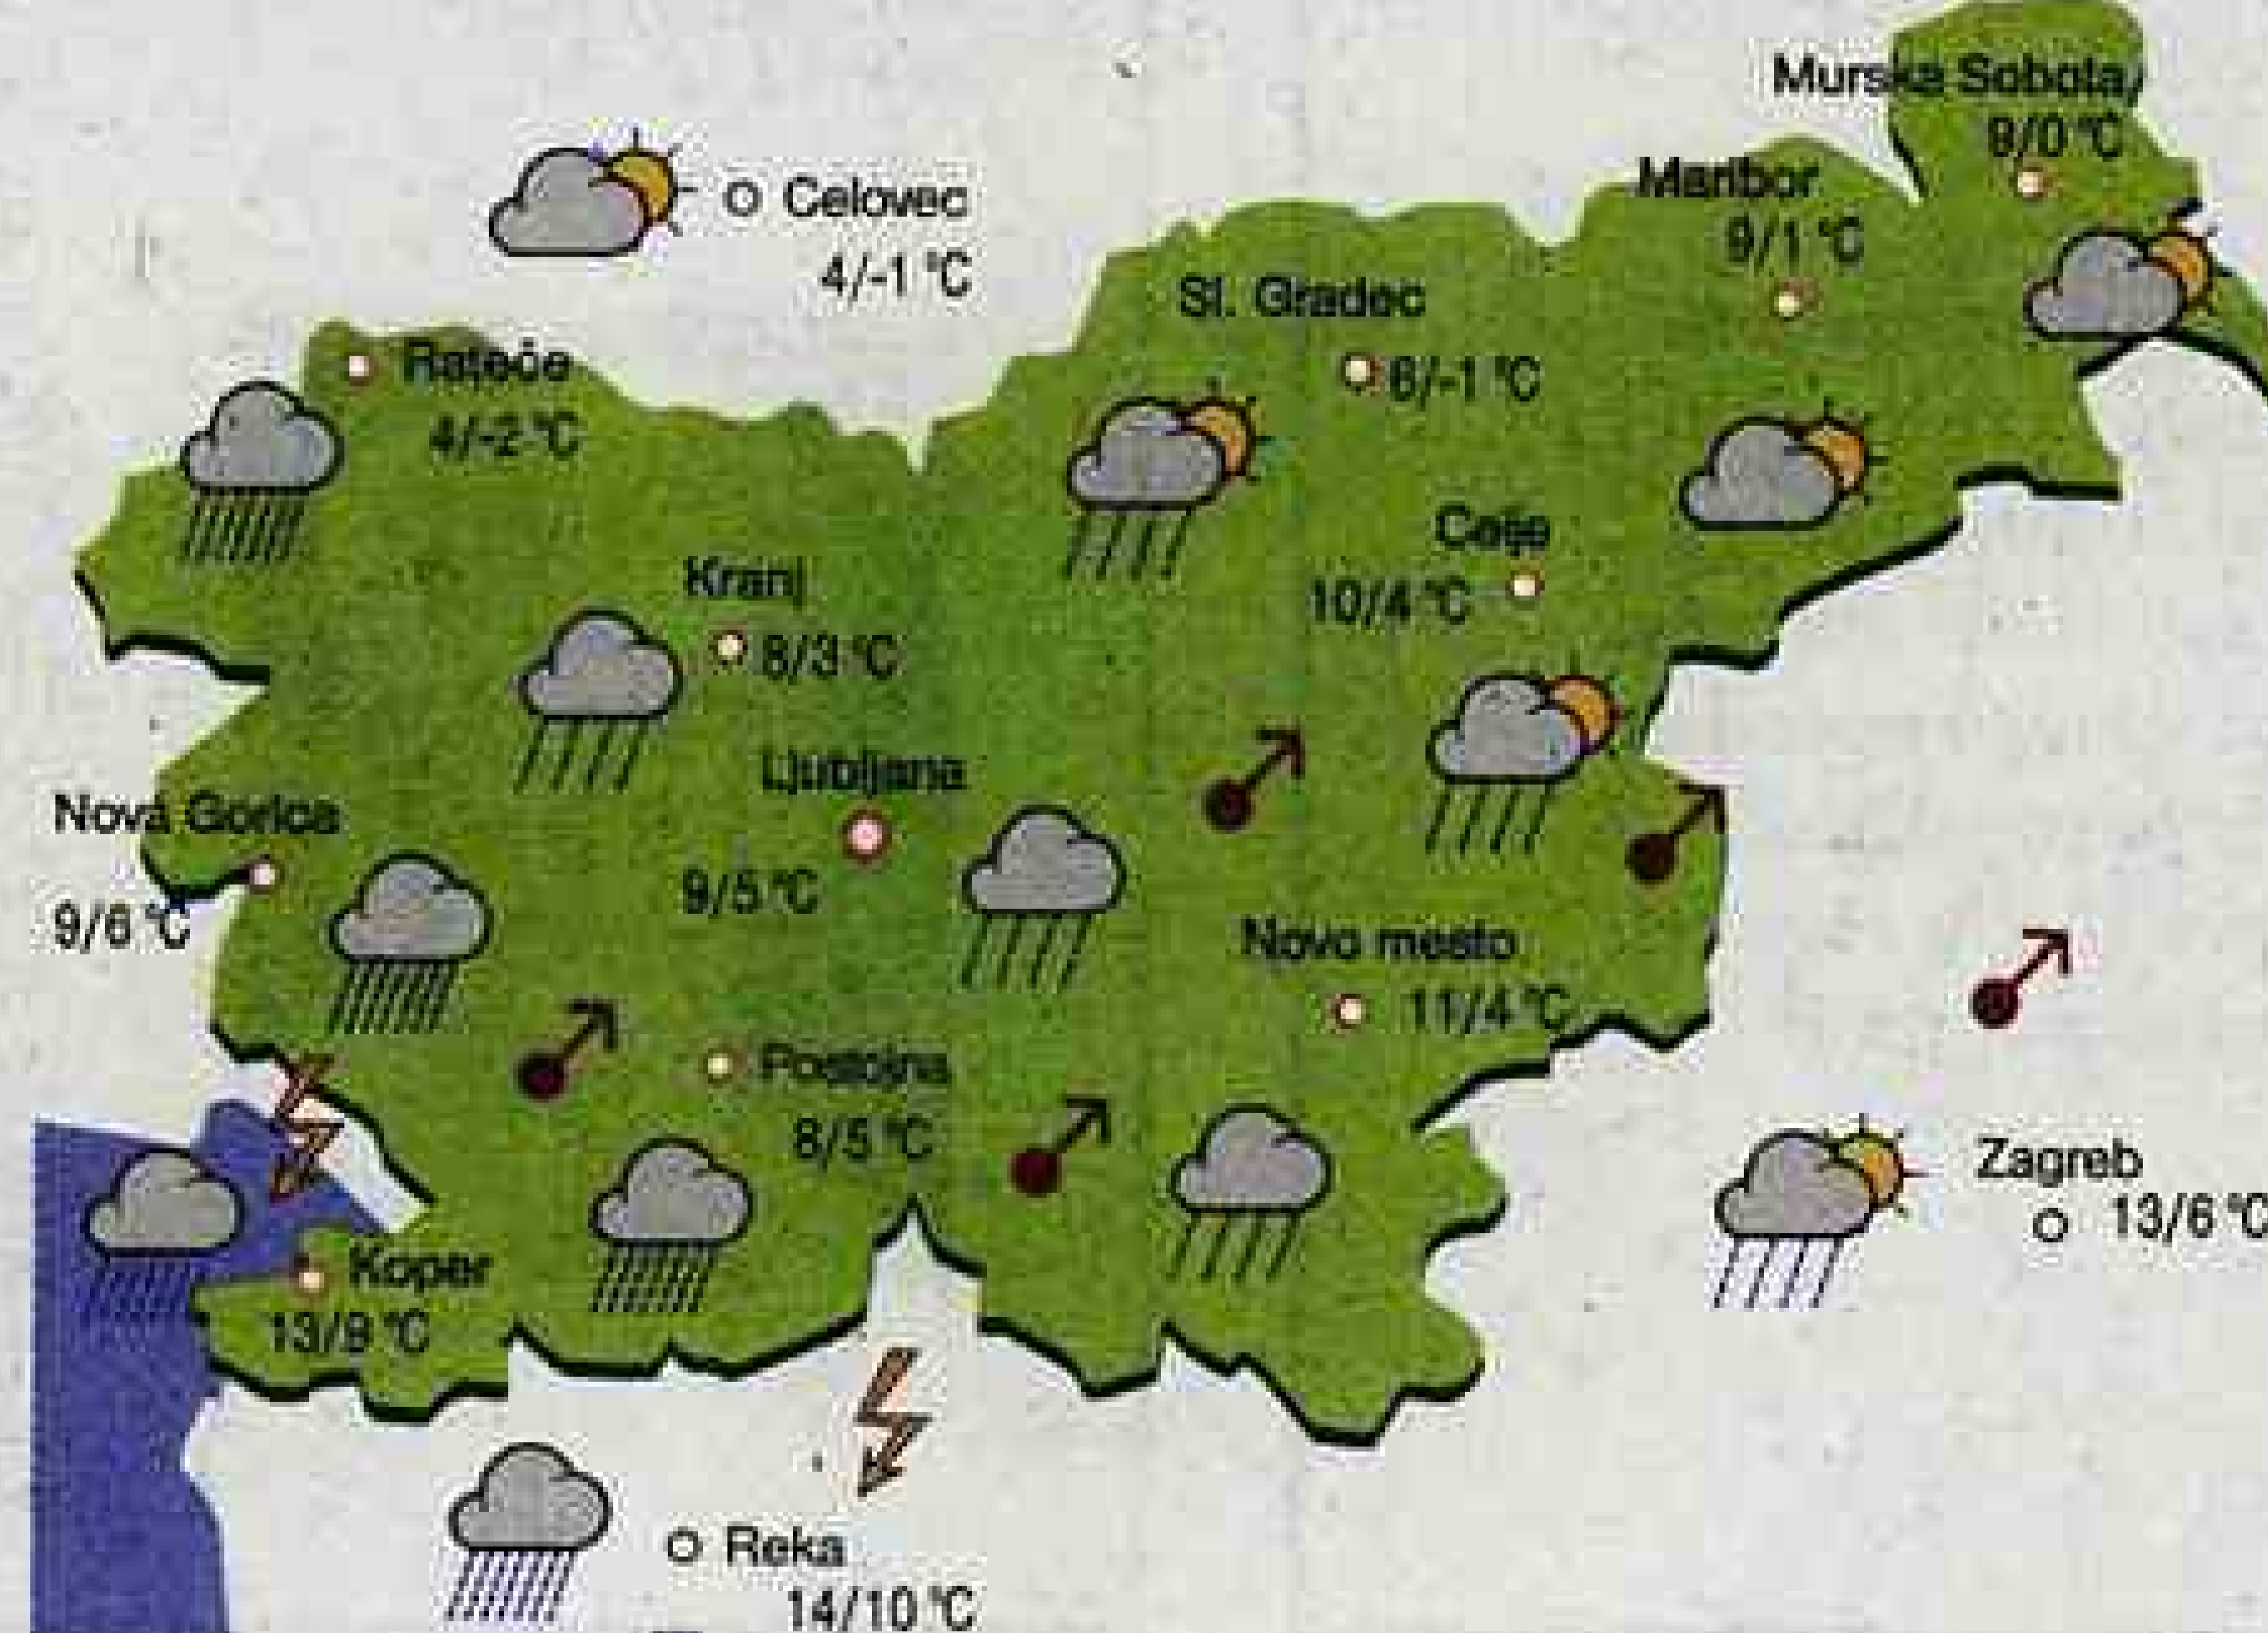 Murska Sobota
8/0 °C
Maribor
9/1 °C
Celovec
4/-1 °C
Sl. Gradec
6/-1 °C
Rateče
4/-2 °C
Celje
10/4 °C
Kranj
8/3 °C
Ljubljana
9/5 °C
Nova Gorica
9/6 °C
Novo mesto
11/4 °C
Postojna
8/5 °C
Zagreb
13/6 °C
Koper
13/9 °C
Reka
14/10 °C